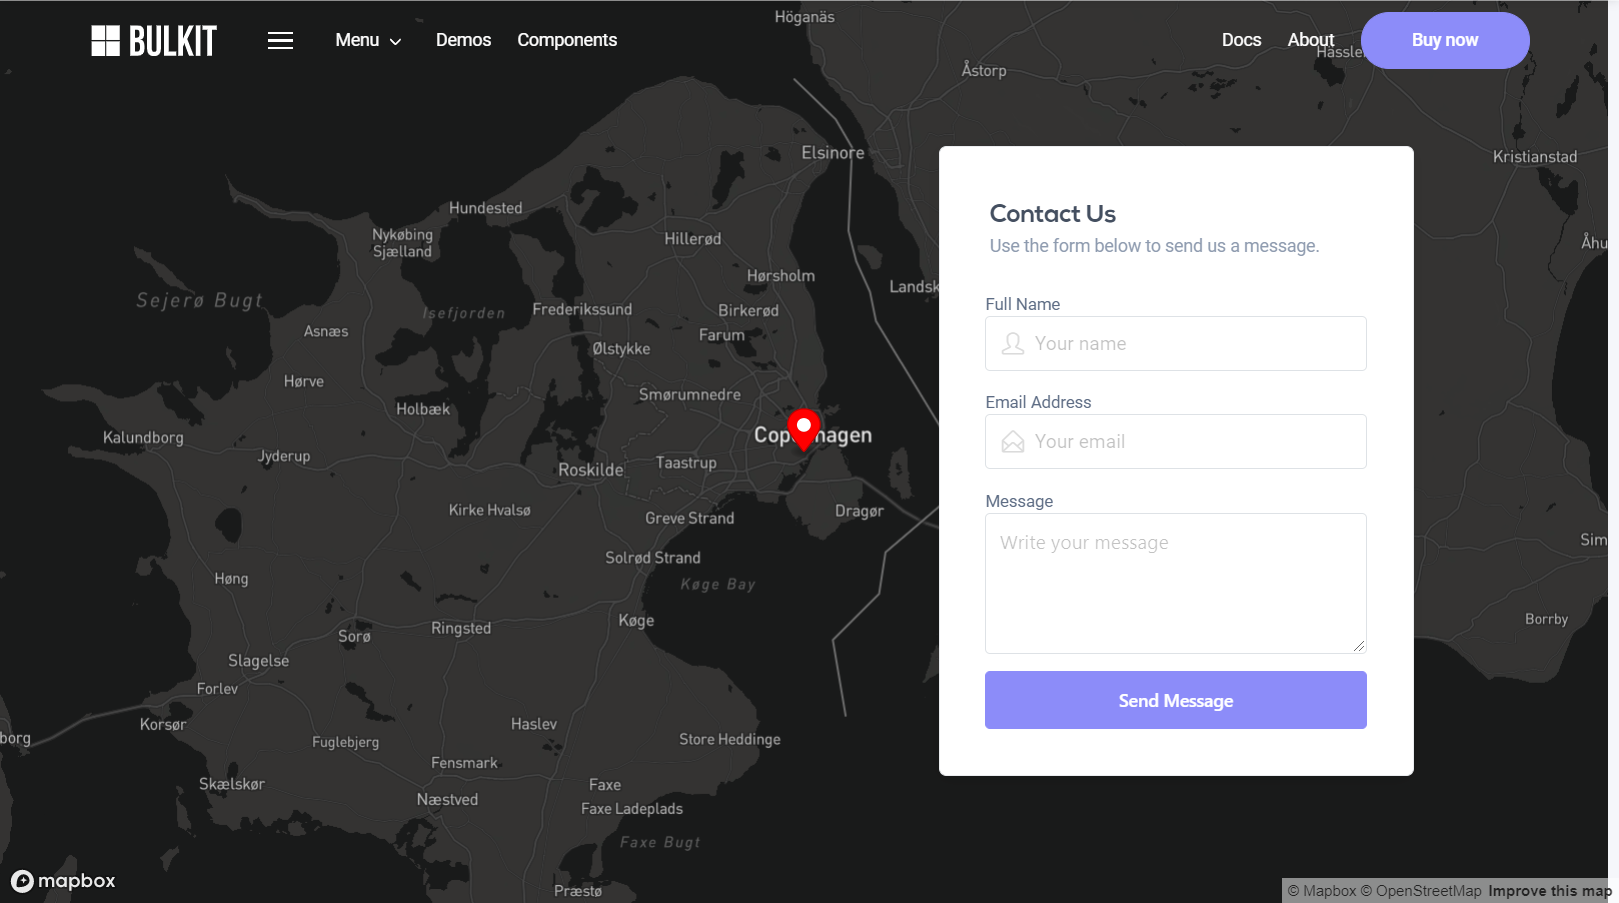 BULKIT
Menu
Demos
Components
Docs
About
Buy now
Höganäs
Åstorp
Elsinore
Kristianstad
Hundested
Nykøbing
Sjælland
Hillerød
Hørsholm
Landsk
Åhu
Sejerø Bugt
Isefjorden
Frederikssund
Birkerød
Asnæs
Farum
Ølstykke
Hørve
Smørumnedre
Holbæk
Kalundborg
Jyderup
Roskilde
Taastrup
Kirke Hvalsø
Greve Strand
Dragør
Solrød Strand
Køge Bay
Høng
Køge
Ringsted
Sorø
Slagelse
Forlev
Korsør
borg
Haslev
Fuglebjerg
Store Heddinge
Fensmark
Skælskør
Faxe
Næstved
Faxe Ladeplads
Faxe Bugt
Præstø
Sim
Borrby
Contact Us
Use the form below to send us a message.
Full Name
Your name
Email Address
Your email
Message
Write your message
Send Message
mapbox
© Mapbox © OpenStreetMap Improve this map